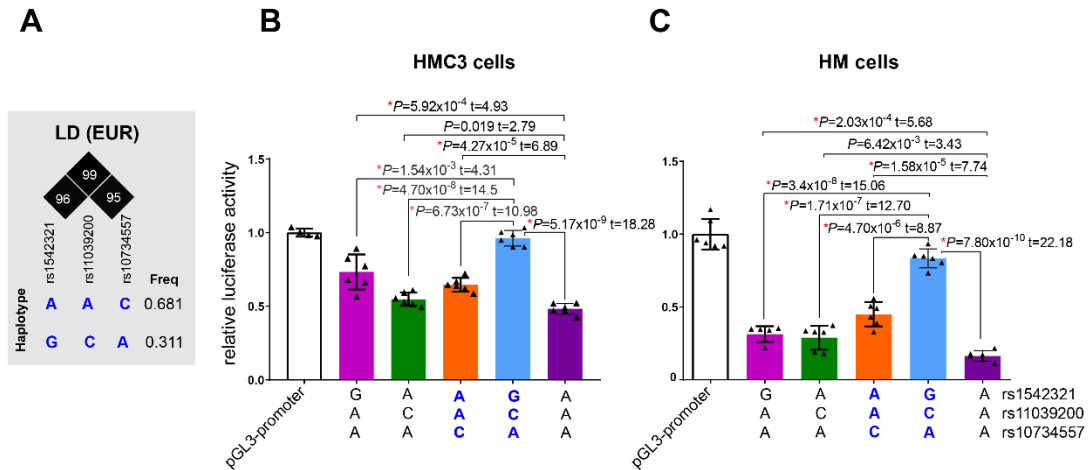 A
LD (EUR)
99
96 95
rs1542321 rs11039200 rs10734557
Freq
Haplotype
A A C 0.681
G C A 0.311
B
HMC3 cells
*P=5.92x10⁻⁴ t=4.93
P=0.019 t=2.79
*P=4.27x10⁻⁵ t=6.89
*P=1.54x10⁻³ t=4.31
*P=4.70x10⁻⁸ t=14.5
*P=6.73x10⁻⁷ t=10.98
*P=5.17x10⁻⁹ t=18.28
relative luciferase activity
1.5
1.0
0.5
0.0
pGL3-promoter
G A A G A
A C A C A
A A C A A
C
HM cells
*P=2.03x10⁻⁴ t=5.68
P=6.42x10⁻³ t=3.43
*P=1.58x10⁻⁵ t=7.74
*P=3.4x10⁻⁸ t=15.06
*P=1.71x10⁻⁷ t=12.70
*P=4.70x10⁻⁶ t=8.87
*P=7.80x10⁻¹⁰ t=22.18
1.5
1.0
0.5
0
pGL3-promoter
G A A G A rs1542321
A C A C A rs11039200
A A C A A rs10734557